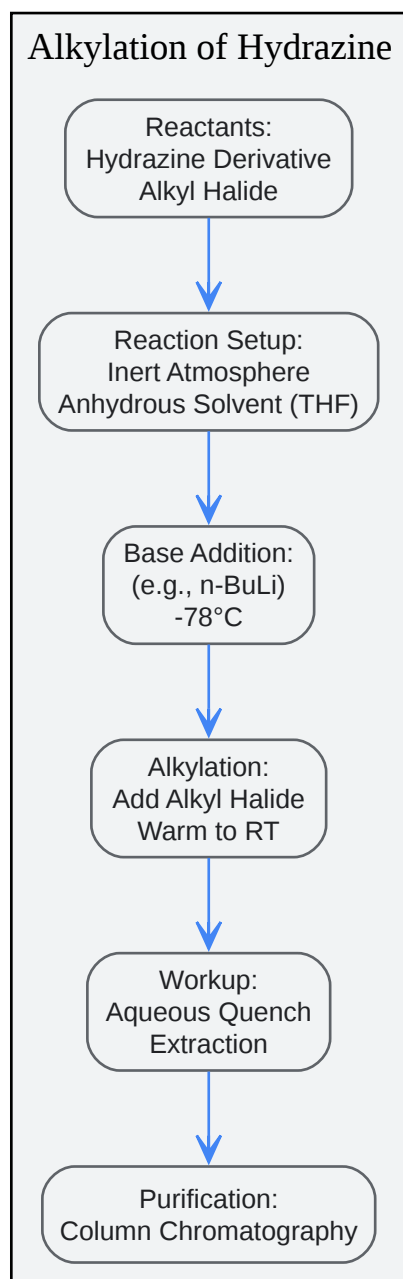 Alkylation of Hydrazine
Reactants:
Hydrazine Derivative
Alkyl Halide
Reaction Setup:
Inert Atmosphere
Anhydrous Solvent (THF)
Base Addition:
(e.g., n-BuLi)
-78°C
Alkylation:
Add Alkyl Halide
Warm to RT
Workup:
Aqueous Quench
Extraction
Purification:
Column Chromatography